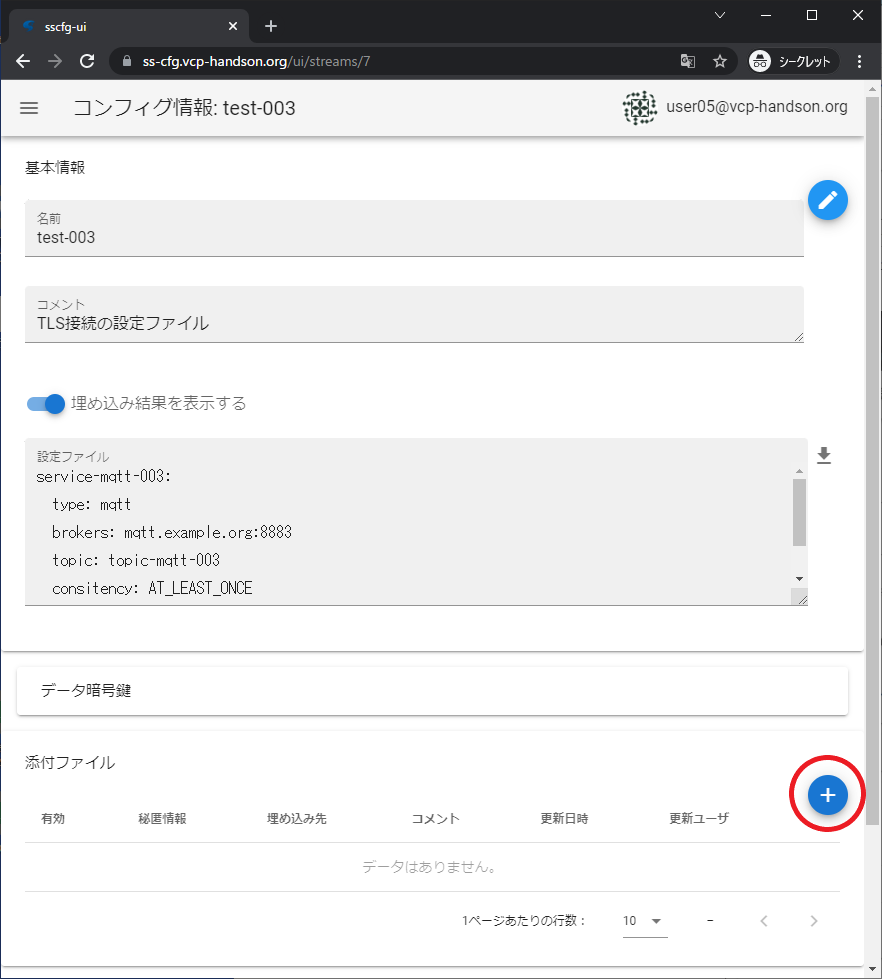 sscfg-ui
ss-cfg.vcp-handson.org/ui/streams/7
シークレット
コンフィグ情報: test-003
user05@vcp-handson.org
基本情報
名前
test-003
コメント
TLS接続の設定ファイル
埋め込み結果を表示する
設定ファイル
service-mqtt-003:
type: mqtt
brokers: mqtt.example.org:8883
topic: topic-mqtt-003
consitency: AT_LEAST_ONCE
データ暗号鍵
添付ファイル
有効 秘匿情報 埋め込み先 コメント 更新日時 更新ユーザ
データはありません。
1ページあたりの行数： 10 –